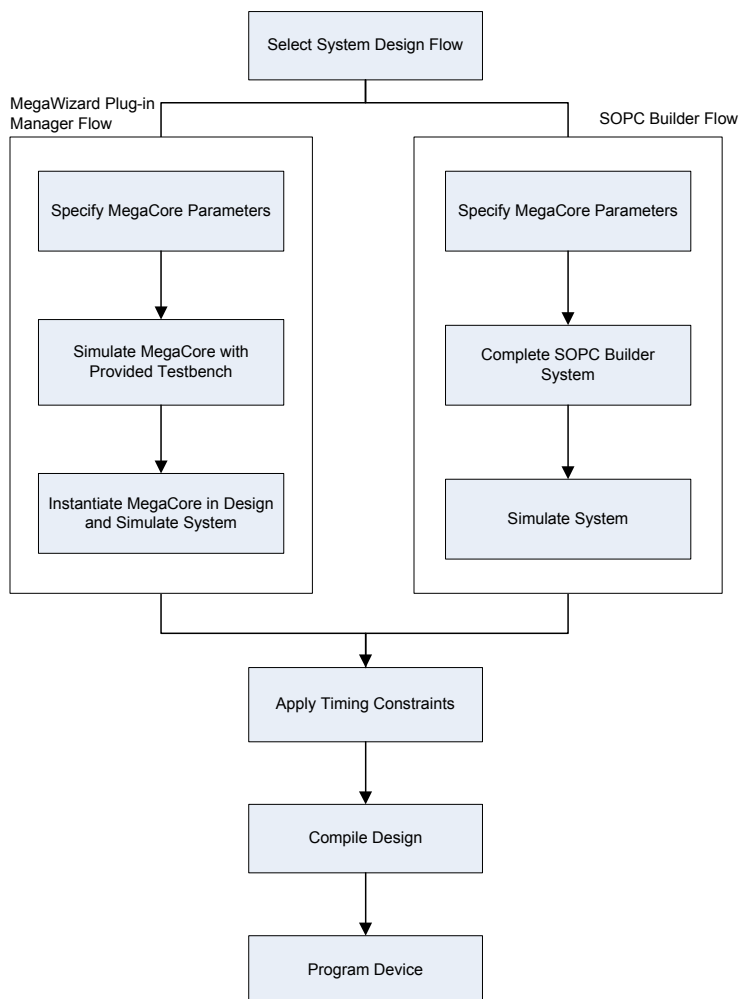 Select System Design Flow
MegaWizard Plug-in
Manager Flow
Specify MegaCore Parameters
Simulate MegaCore with
Provided Testbench
Instantiate MegaCore in Design
and Simulate System
SOPC Builder Flow
Specify MegaCore Parameters
Complete SOPC Builder
System
Simulate System
Apply Timing Constraints
Compile Design
Program Device